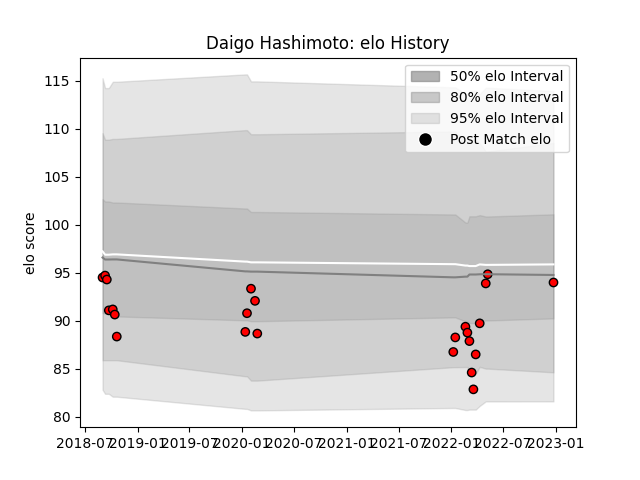 Daigo Hashimoto: elo History
50% elo Interval
80% elo Interval
95% elo Interval
Post Match elo
elo score
115
110
105
100
95
90
85
80
2018-07 2019-01 2019-07 2020-01 2020-07 2021-01 2021-07 2022-01 2022-07 2023-01